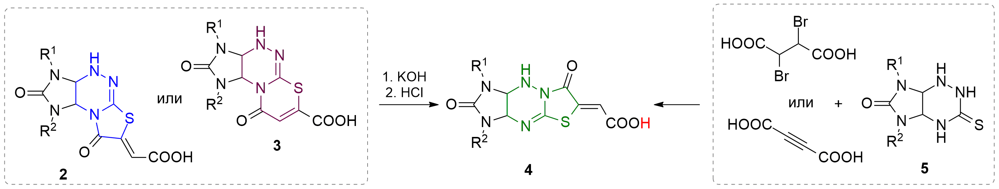 R¹
N
O
N
R²
H
N
N
N
S
O
COOH
2
или
R¹
N
O
N
R²
H
N
N
N
S
O
COOH
3
1. KOH
2. HCl
R¹
N
O
N
R²
H
N
N
N
S
O
COOH
4
Br
HOOC
COOH
Br
или
+
HOOC
COOH
R¹
N
O
N
R²
H
N
NH
N
H
S
5